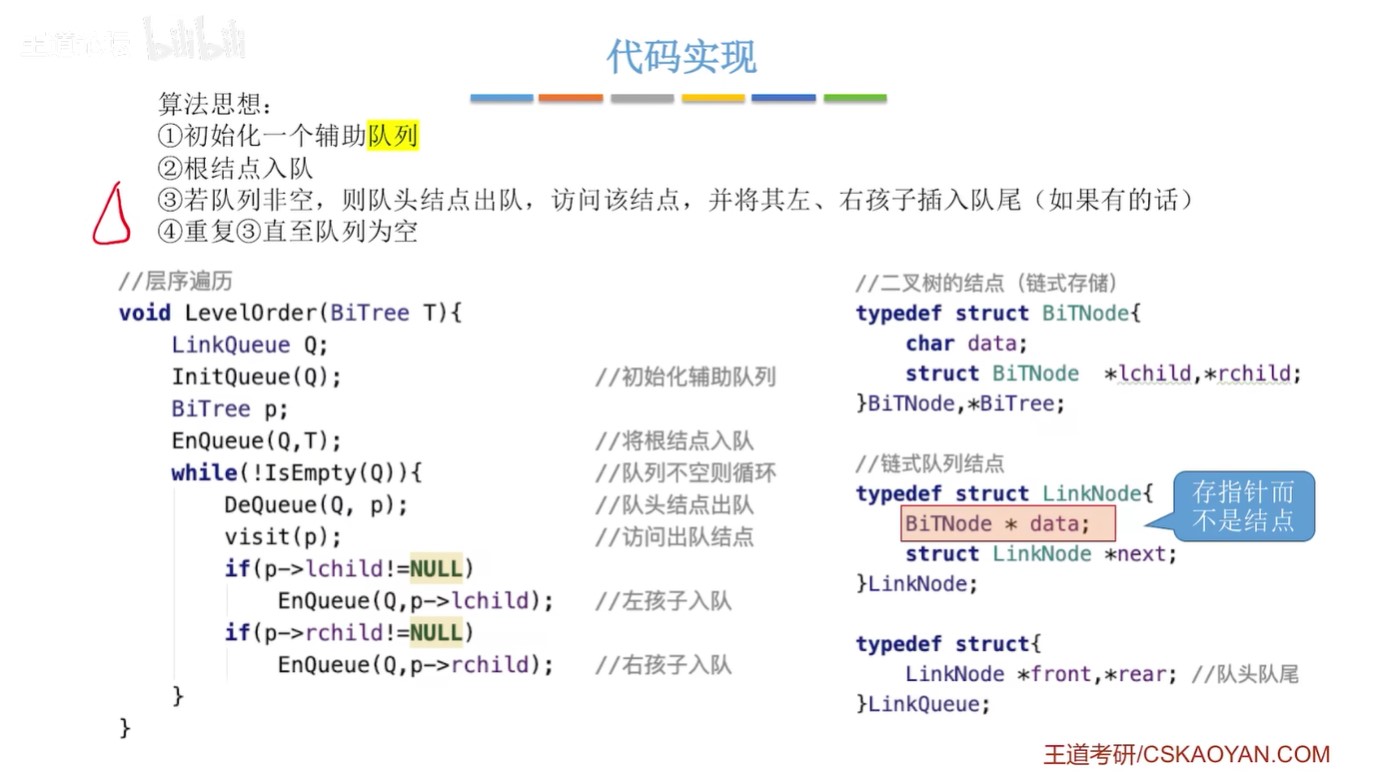 王道论坛 bilibili
代码实现
算法思想：
①初始化一个辅助队列
②根结点入队
③若队列非空，则队头结点出队，访问该结点，并将其左、右孩子插入队尾（如果有的话）
④重复③直至队列为空
//层序遍历
void LevelOrder(BiTree T){
    LinkQueue Q;
    InitQueue(Q);                //初始化辅助队列
    BiTree p;
    EnQueue(Q,T);                //将根结点入队
    while(!IsEmpty(Q)){          //队列不空则循环
        DeQueue(Q, p);           //队头结点出队
        visit(p);                //访问出队结点
        if(p->lchild!=NULL)
            EnQueue(Q,p->lchild);   //左孩子入队
        if(p->rchild!=NULL)
            EnQueue(Q,p->rchild);   //右孩子入队
    }
}
//二叉树的结点（链式存储）
typedef struct BiTNode{
    char data;
    struct BiTNode  *lchild,*rchild;
}BiTNode,*BiTree;
//链式队列结点
typedef struct LinkNode{
    BiTNode * data;
    struct LinkNode *next;
}LinkNode;
存指针而
不是结点
typedef struct{
    LinkNode *front,*rear; //队头队尾
}LinkQueue;
王道考研/CSKAOYAN.COM